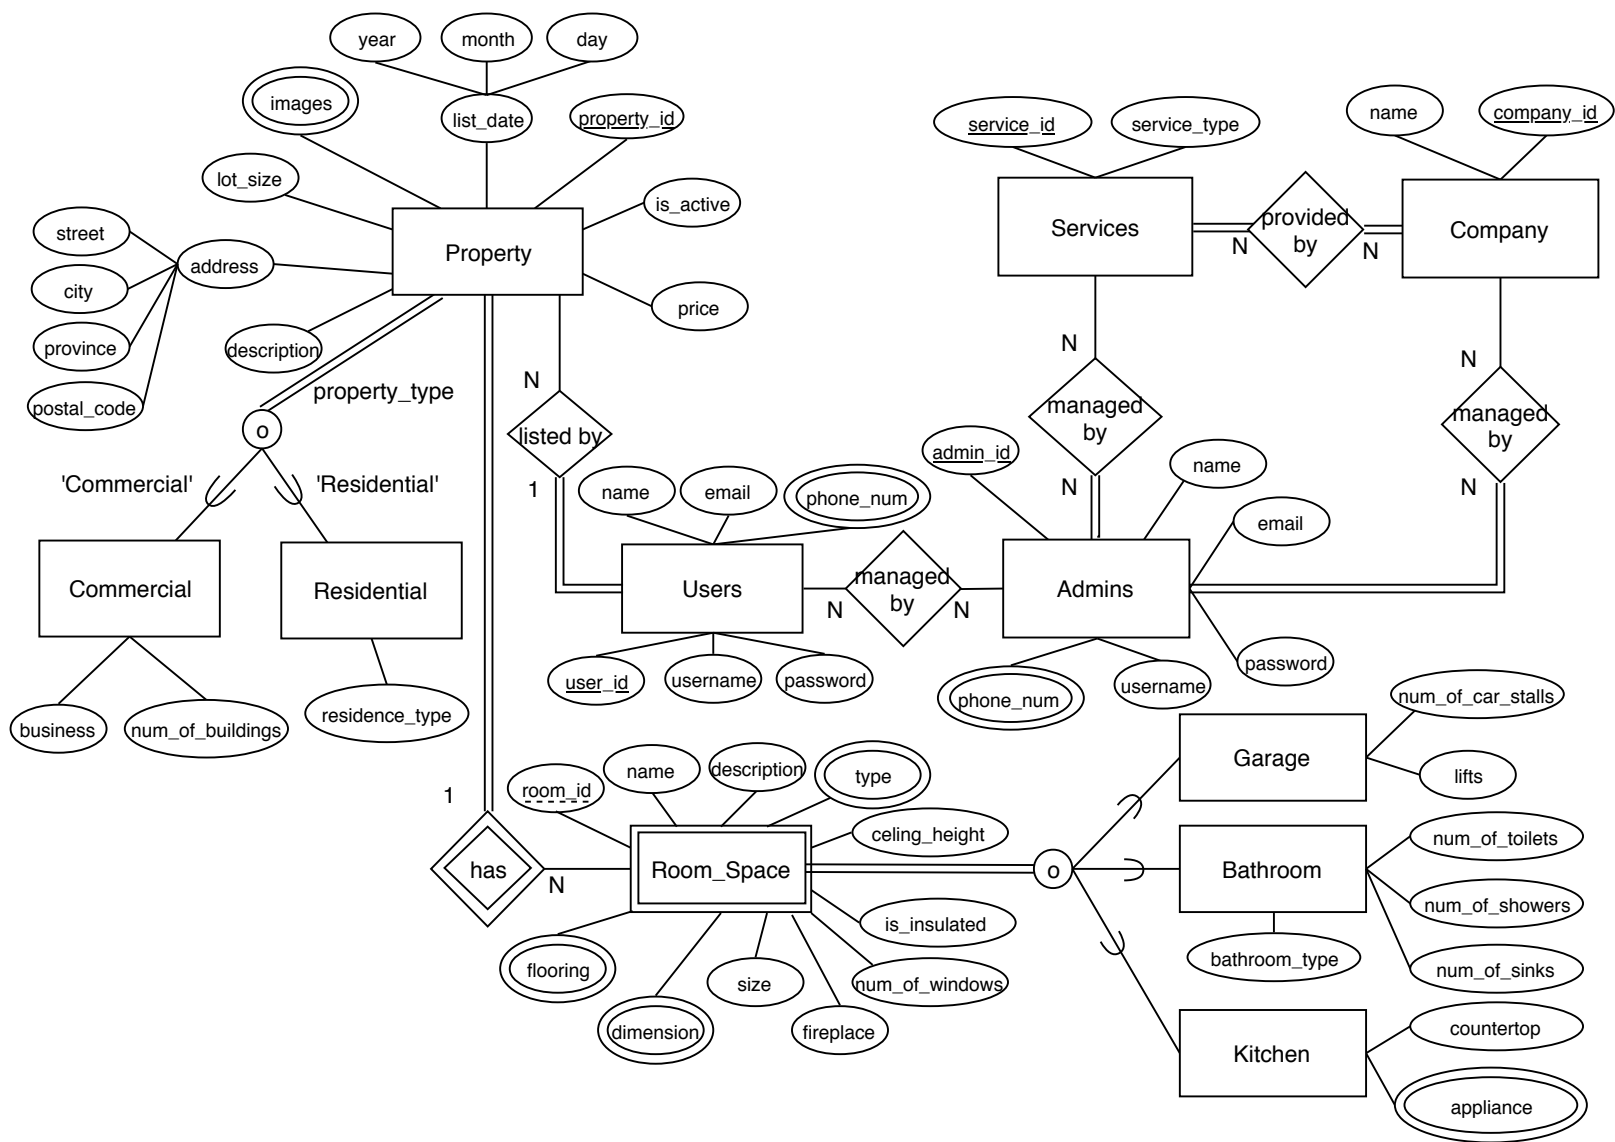 year
month
day
images
list_date
property_id
lot_size
is_active
street
Property
address
city
price
province
description
postal_code
property_type
o
'Commercial'
'Residential'
N
listed by
1
Commercial
Residential
business
num_of_buildings
residence_type
service_id
service_type
name
company_id
Services
provided
by
Company
N
N
N
managed
by
N
N
managed
by
N
admin_id
name
email
name
email
phone_num
Users
managed
by
Admins
N
N
user_id
username
password
phone_num
username
password
1
has
N
room_id
name
description
type
celing_height
Room_Space
is_insulated
flooring
size
num_of_windows
dimension
fireplace
o
Garage
num_of_car_stalls
lifts
Bathroom
num_of_toilets
num_of_showers
bathroom_type
num_of_sinks
Kitchen
countertop
appliance